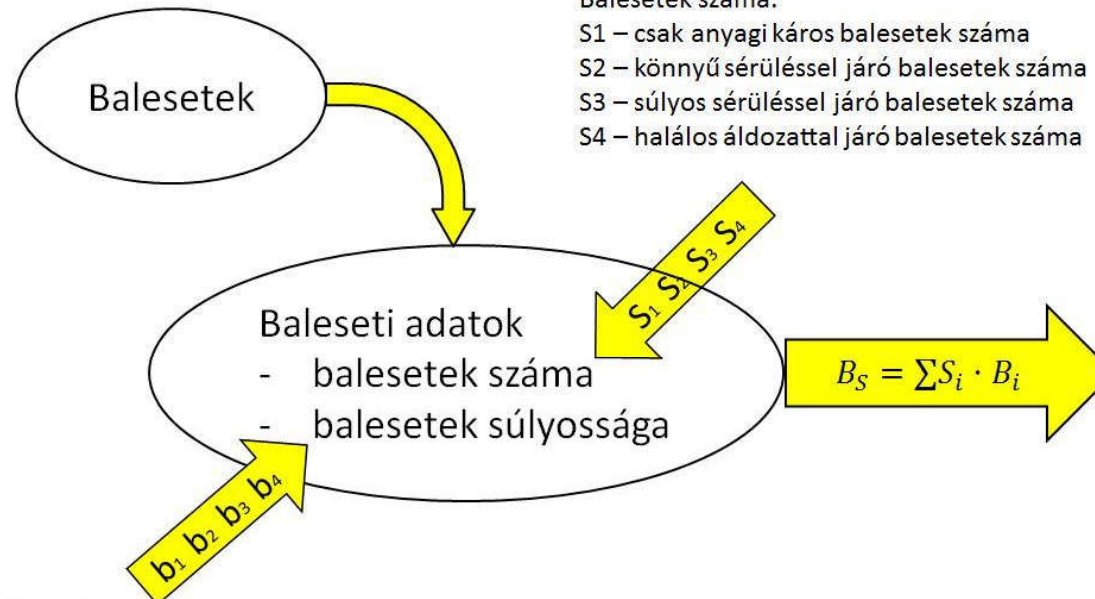 Balesetek száma:
S1 – csak anyagi káros balesetek száma
S2 – könnyű sérüléssel járó balesetek száma
S3 – súlyos sérüléssel járó balesetek száma
S4 – halálos áldozattal járó balesetek száma
Balesetek
S₁ S₂ S₃ S₄
Baleseti adatok
- balesetek száma
- balesetek súlyossága
B_S = ∑S_i · B_i
b₁ b₂ b₃ b₄